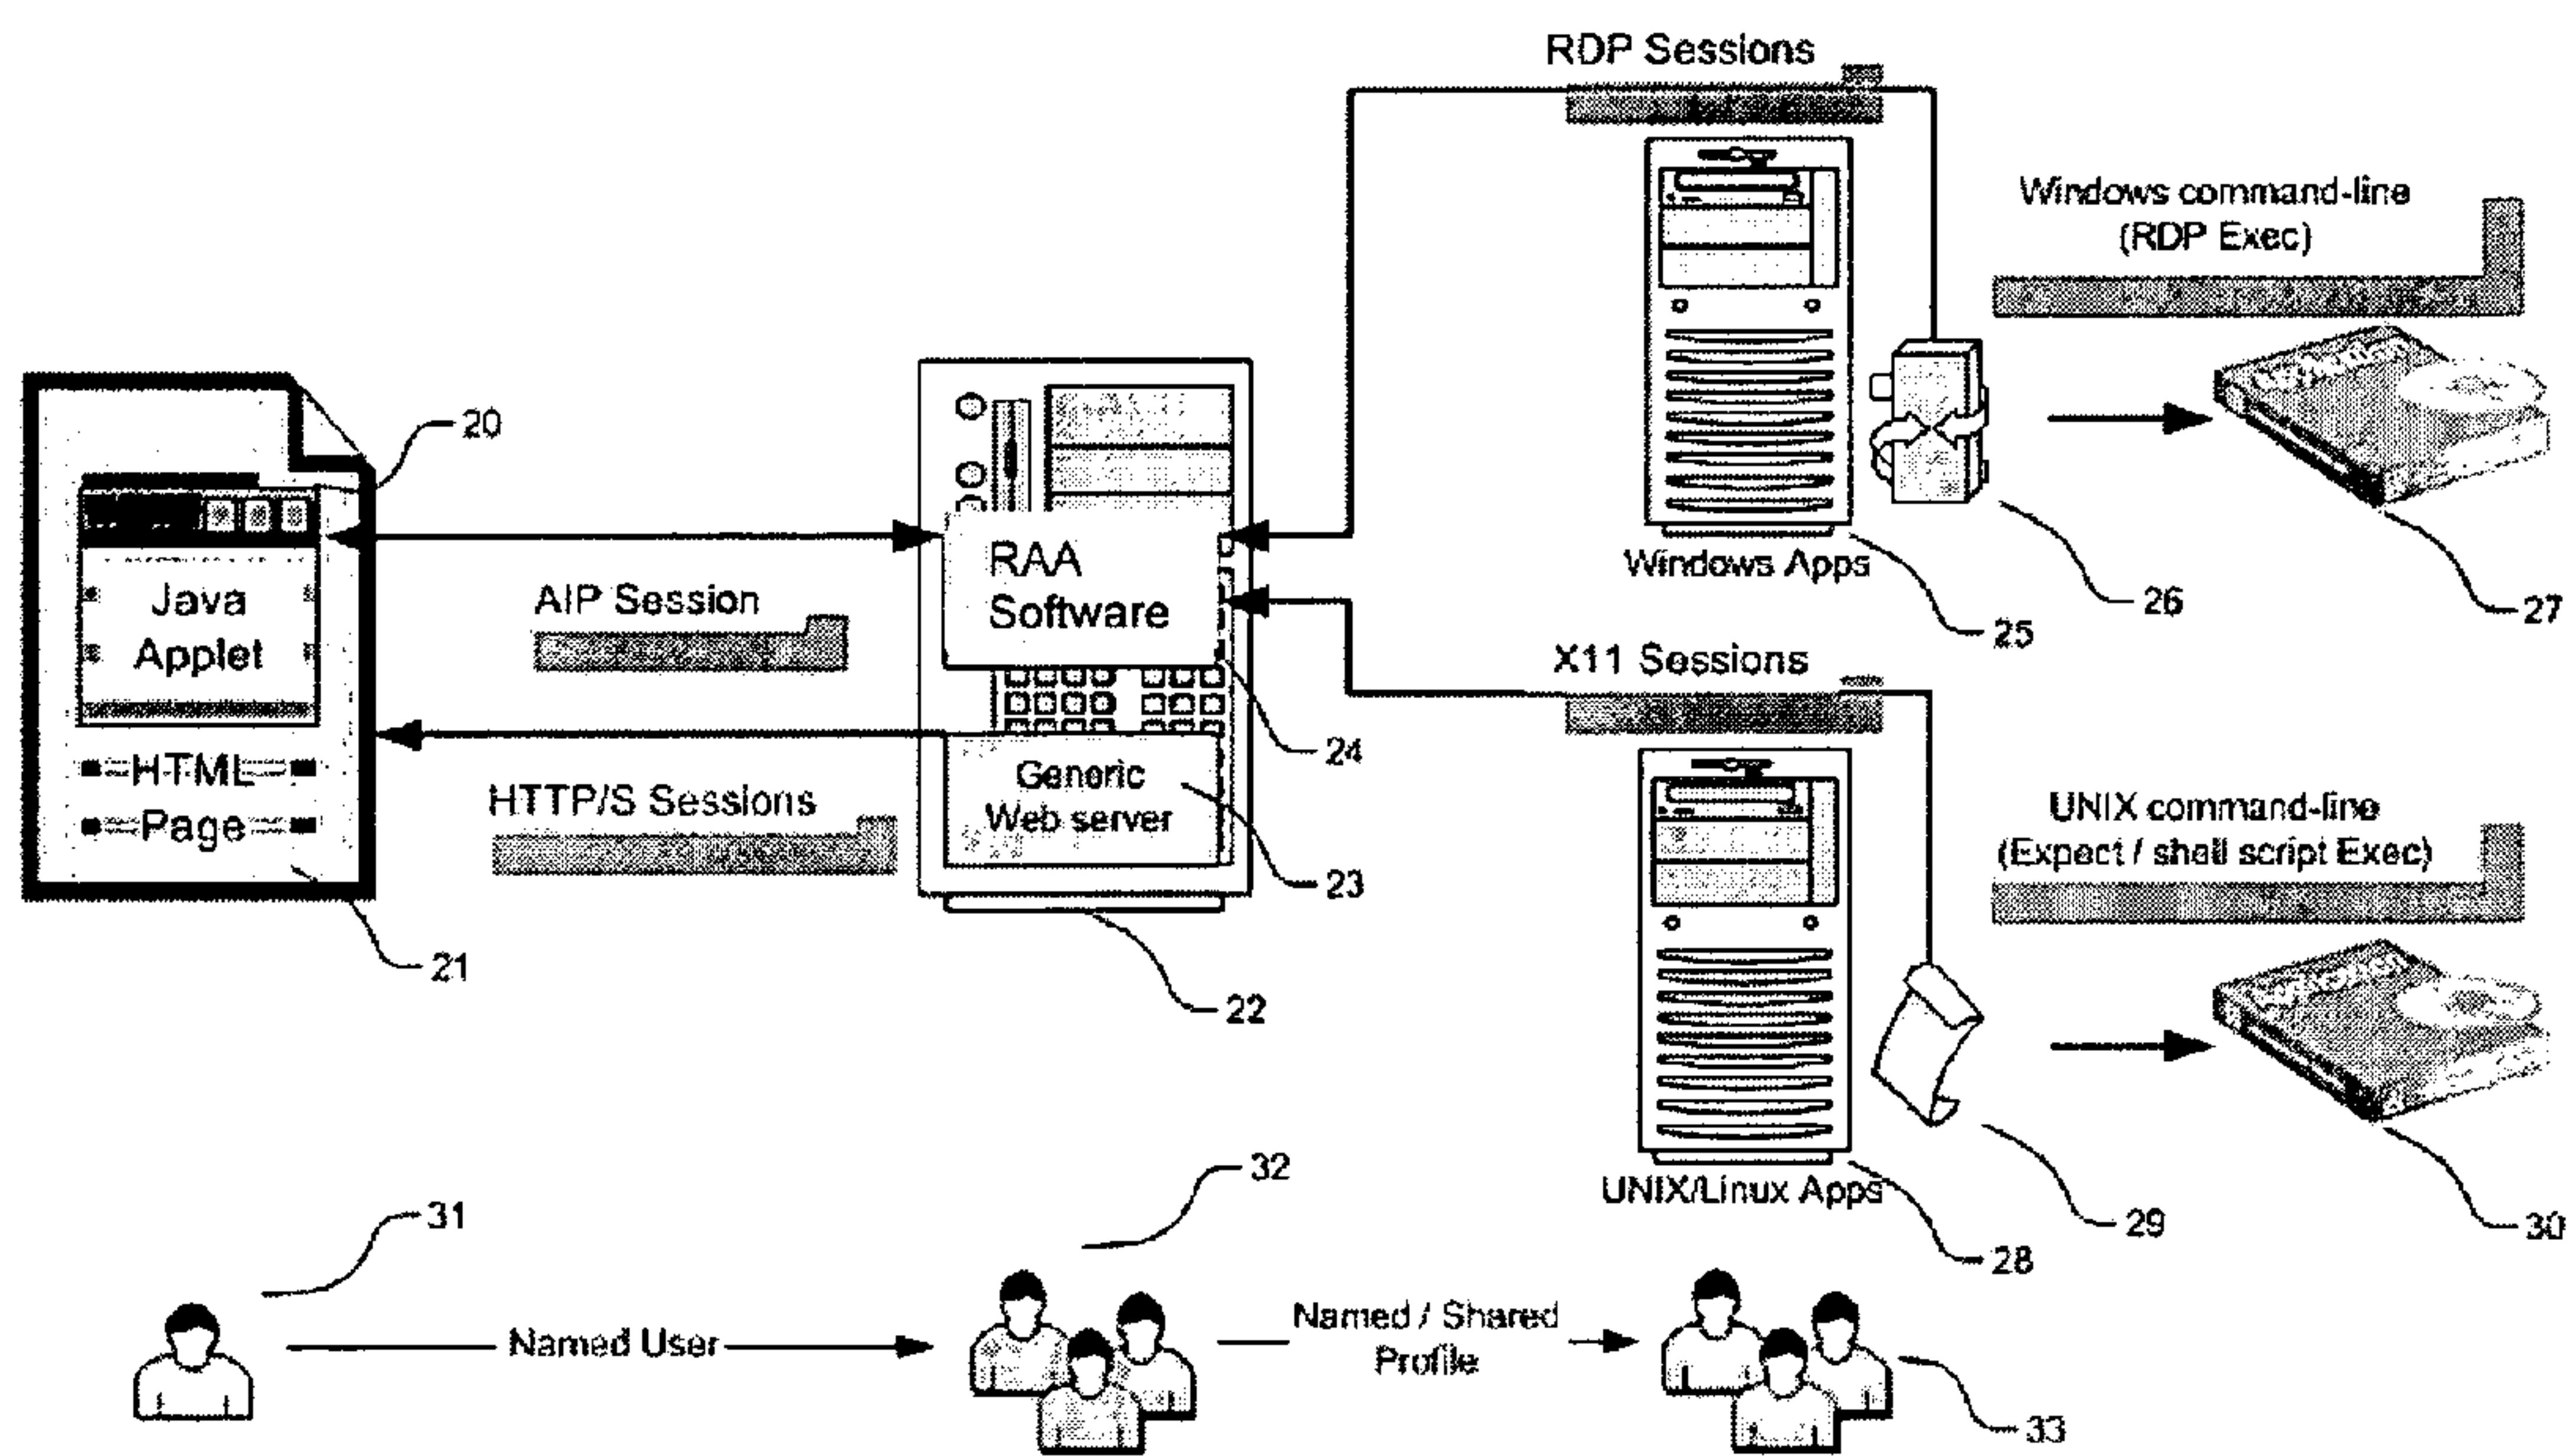 RDP Sessions
Windows command-line
(RDP Exec)
20
Java
Applet
AIP Session
RAA
Software
Windows Apps
25
26
27
X11 Sessions
24
HTML
Page
HTTP/S Sessions
Generic
Web server
23
UNIX command-line
(Expect / shell script Exec)
21
22
UNIX/Linux Apps
28
29
30
31
32
Named User
Named / Shared
Profile
33